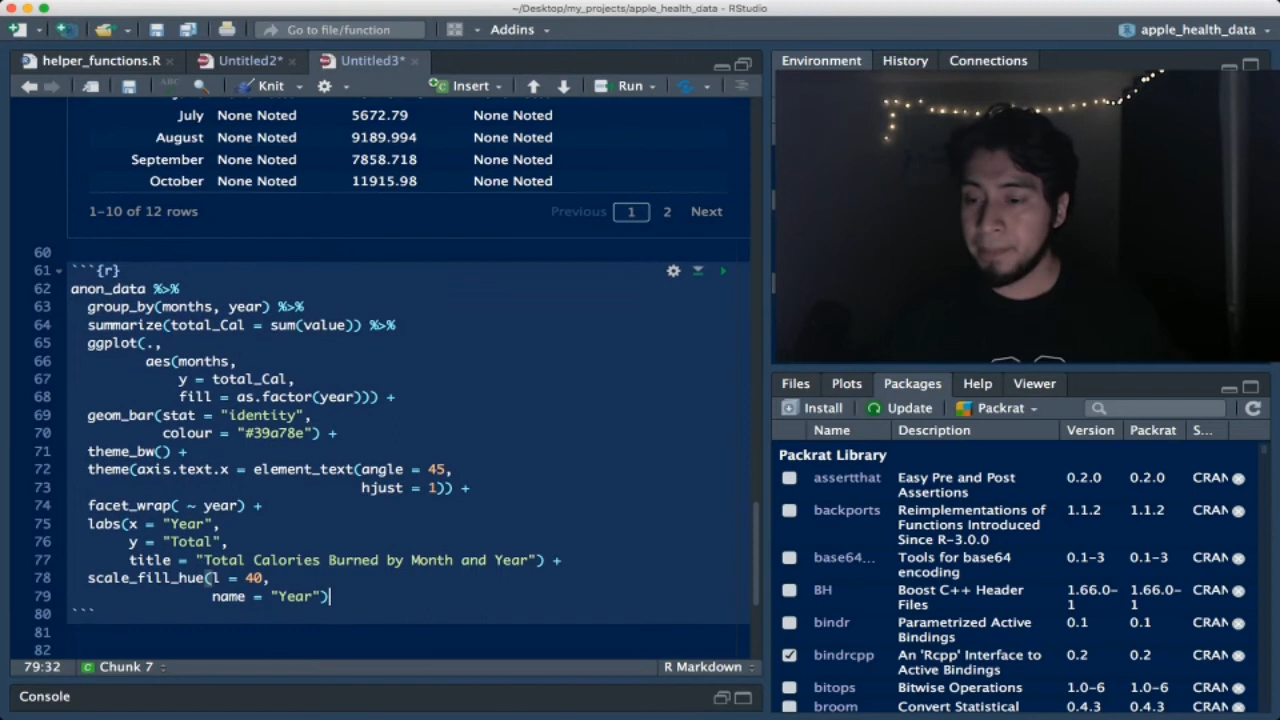 ~/Desktop/my_projects/apple_health_data - RStudio
Go to file/function
Addins
apple_health_data
helper_functions.R
Untitled2*
Untitled3*
ABC
Knit
Insert
Run
July None Noted 5672.79 None Noted
August None Noted 9189.994 None Noted
September None Noted 7858.718 None Noted
October None Noted 11915.98 None Noted
1-10 of 12 rows
Previous 1 2 Next
60
61 ```{r}
62 anon_data %>%
63 group_by(months, year) %>%
64 summarize(total_Cal = sum(value)) %>%
65 ggplot(.,
66 aes(months,
67 y = total_Cal,
68 fill = as.factor(year))) +
69 geom_bar(stat = "identity",
70 colour = "#39a78e") +
71 theme_bw() +
72 theme(axis.text.x = element_text(angle = 45,
73 hjust = 1)) +
74 facet_wrap( ~ year) +
75 labs(x = "Year",
76 y = "Total",
77 title = "Total Calories Burned by Month and Year") +
78 scale_fill_hue(l = 40,
79 name = "Year")
80 ```
81
82
79:32 Chunk 7 R Markdown
Console
Environment History Connections
Files Plots Packages Help Viewer
Install Update Packrat
Name Description Version Packrat S...
Packrat Library
assertthat Easy Pre and Post Assertions 0.2.0 0.2.0 CRAN
backports Reimplementations of Functions Introduced Since R-3.0.0 1.1.2 1.1.2 CRAN
base64... Tools for base64 encoding 0.1-3 0.1-3 CRAN
BH Boost C++ Header Files 1.66.0-1 1.66.0-1 CRAN
bindr Parametrized Active Bindings 0.1 0.1 CRAN
bindrcpp An 'Rcpp' Interface to Active Bindings 0.2 0.2 CRAN
bitops Bitwise Operations 1.0-6 1.0-6 CRAN
broom Convert Statistical 0.4.3 0.4.3 CRAN